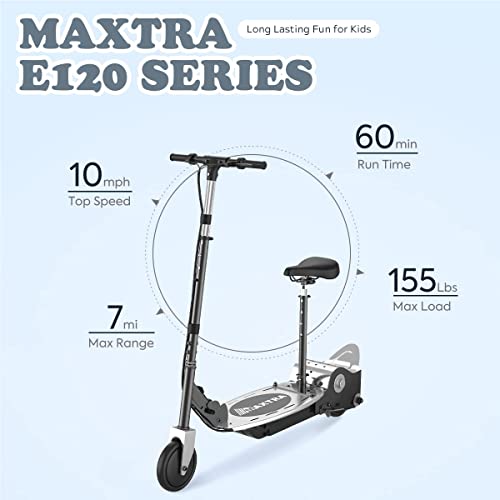 MAXTRA
E120 SERIES
Long Lasting Fun for Kids
60min
Run Time
10mph
Top Speed
155Lbs
Max Load
7mi
Max Range
MAXTRA